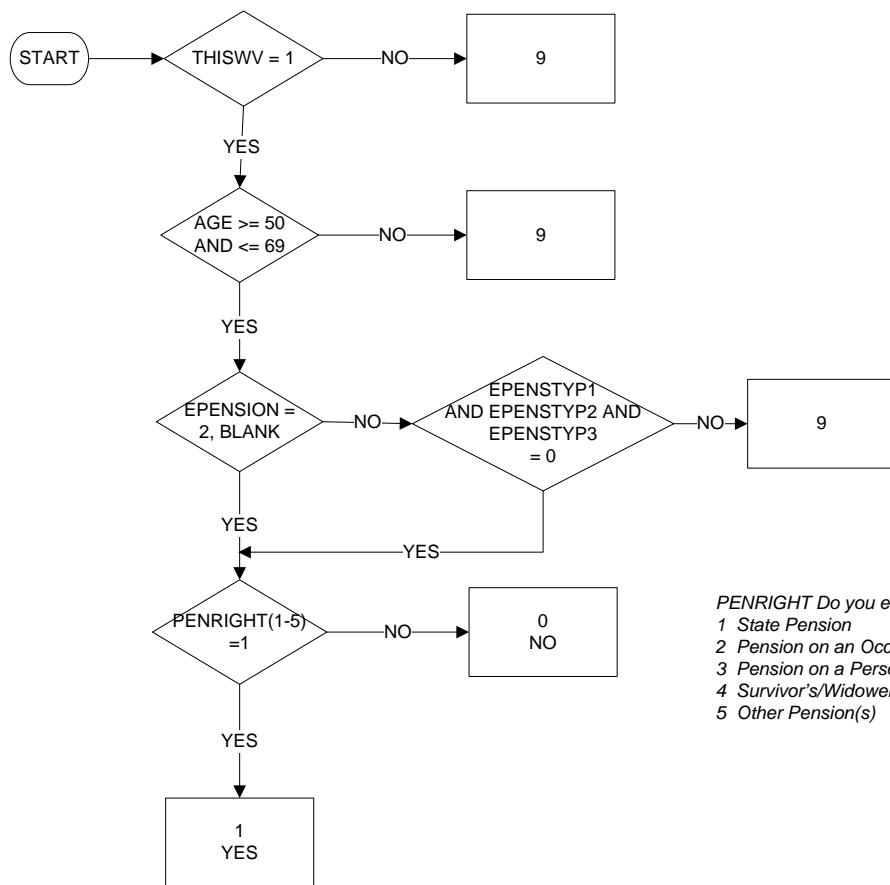 START
THISWV = 1
NO
9
YES
AGE >= 50
AND <= 69
NO
9
YES
EPENSION =
2, BLANK
NO
EPENSTYP1
AND EPENSTYP2 AND
EPENSTYP3
= 0
NO
9
YES
YES
PENRIGHT(1-5)
=1
NO
0
NO
YES
1
YES
PENRIGHT Do you e
1 State Pension
2 Pension on an Occ
3 Pension on a Perso
4 Survivor's/Widower
5 Other Pension(s)